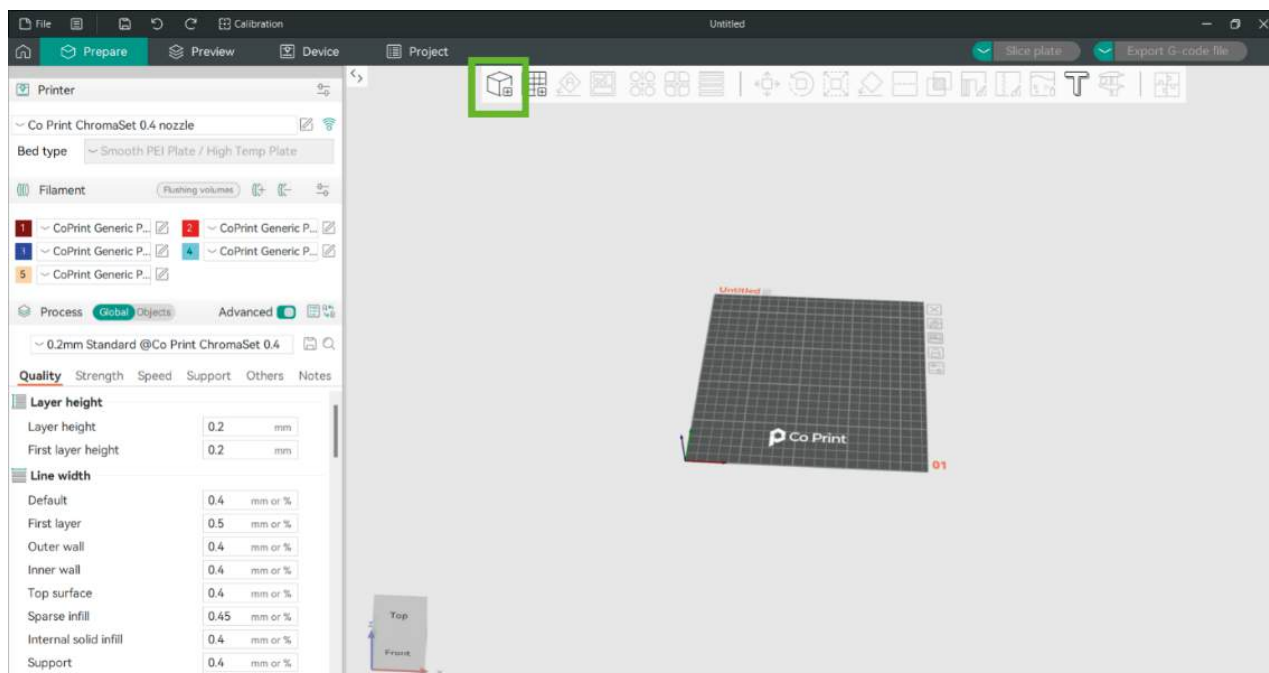 File Calibration Untitled
Prepare Preview Device Project Slice plate Export G-code file
Printer
Co Print ChromaSet 0.4 nozzle
Bed type Smooth PEI Plate / High Temp Plate
Filament Flushing volumes
1 CoPrint Generic P... 2 CoPrint Generic P...
3 CoPrint Generic P... 4 CoPrint Generic P...
5 CoPrint Generic P...
Process Global Objects Advanced
0.2mm Standard @Co Print ChromaSet 0.4
Quality Strength Speed Support Others Notes
Layer height
Layer height 0.2 mm
First layer height 0.2 mm
Line width
Default 0.4 mm or %
First layer 0.5 mm or %
Outer wall 0.4 mm or %
Inner wall 0.4 mm or %
Top surface 0.4 mm or %
Sparse infill 0.45 mm or %
Internal solid infill 0.4 mm or %
Support 0.4 mm or %
Untitled
Co Print
01
Top
Front